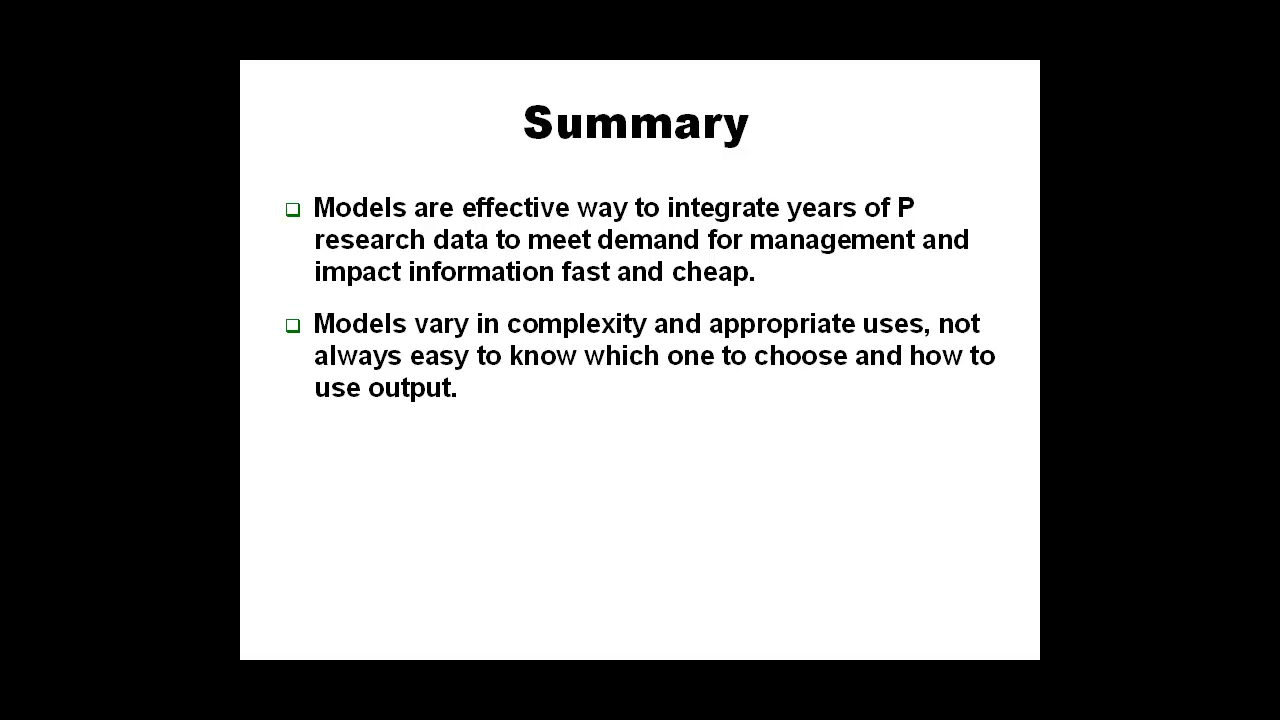 Summary
Models are effective way to integrate years of P
research data to meet demand for management and
impact information fast and cheap.
Models vary in complexity and appropriate uses, not
always easy to know which one to choose and how to
use output.